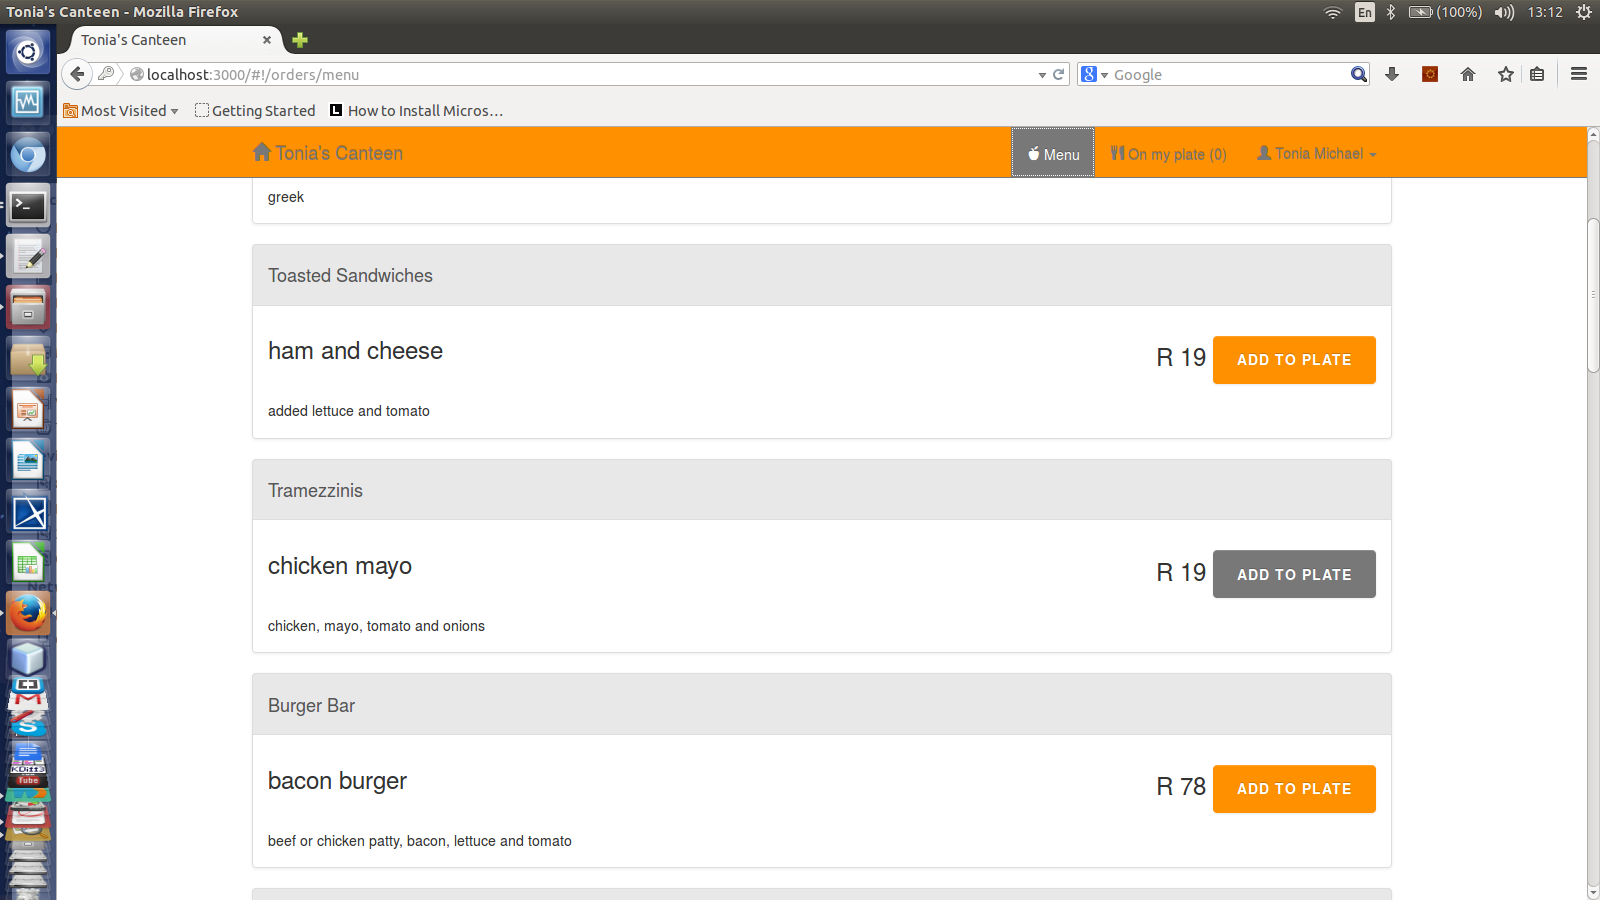 Tonia's Canteen - Mozilla Firefox
En (100%) 13:12
Tonia's Canteen
localhost:3000/#!/orders/menu
Google
Most Visited Getting Started How to Install Micros...
Tonia's Canteen Menu On my plate (0) Tonia Michael
greek
Toasted Sandwiches
ham and cheese R 19 ADD TO PLATE
added lettuce and tomato
Tramezzinis
chicken mayo R 19 ADD TO PLATE
chicken, mayo, tomato and onions
Burger Bar
bacon burger R 78 ADD TO PLATE
beef or chicken patty, bacon, lettuce and tomato